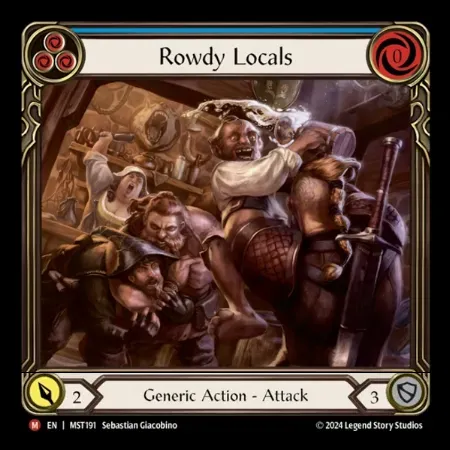 Rowdy Locals
0
2
Generic Action - Attack
3
M EN | MST191 Sebastian Giacobino © 2024 Legend Story Studios